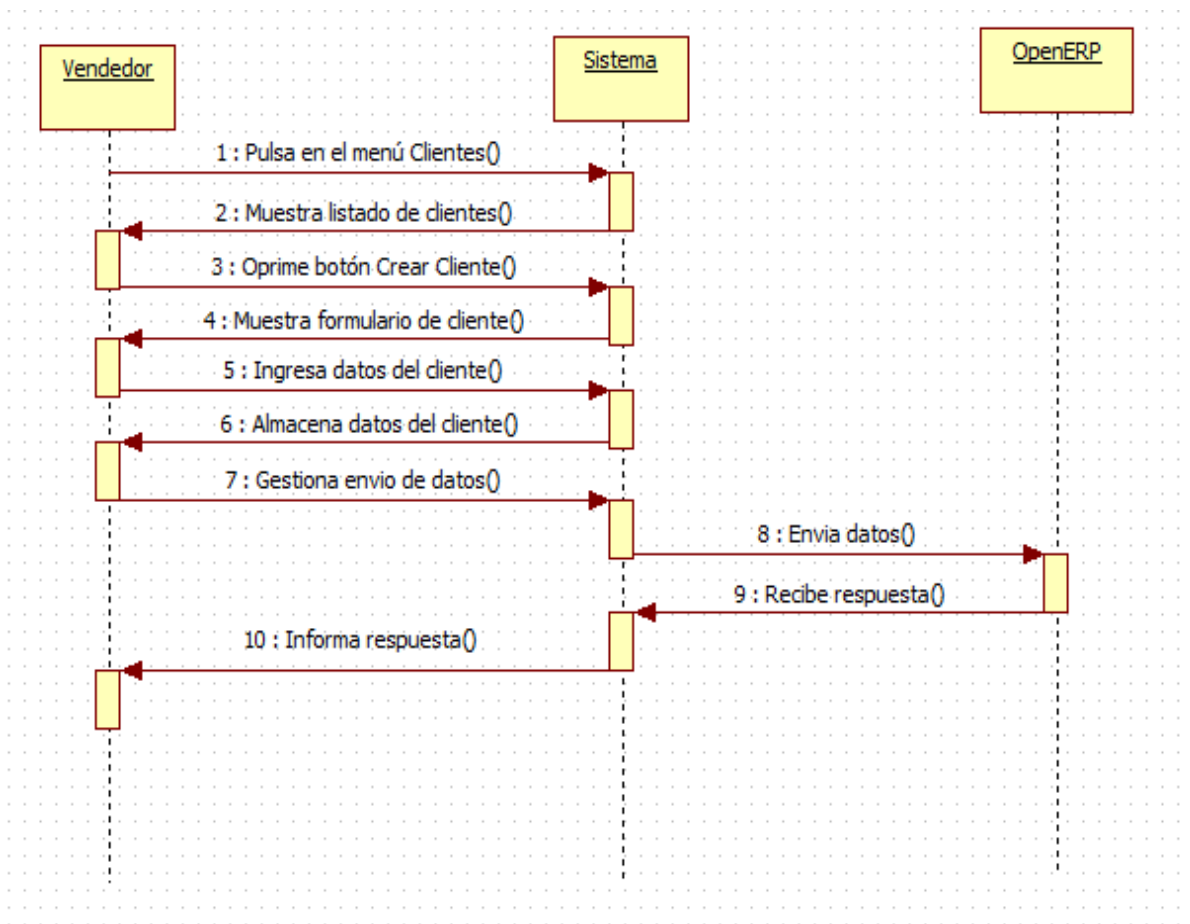 Vendedor
Sistema
OpenERP
1 : Pulsa en el menú Clientes()
2 : Muestra listado de clientes()
3 : Oprime botón Crear Cliente()
4 : Muestra formulario de cliente()
5 : Ingresa datos del cliente()
6 : Almacena datos del cliente()
7 : Gestiona envio de datos()
8 : Envia datos()
9 : Recibe respuesta()
10 : Informa respuesta()